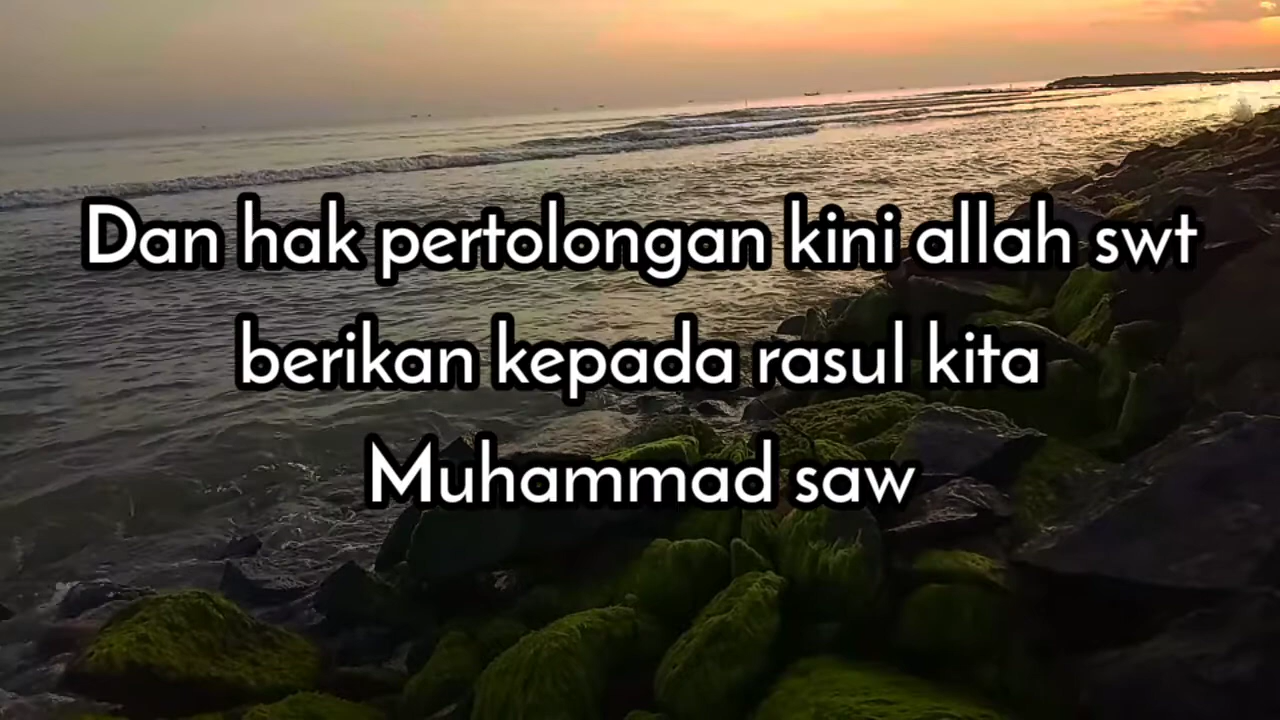 Dan hak pertolongan kini allah swt
berikan kepada rasul kita
Muhammad saw